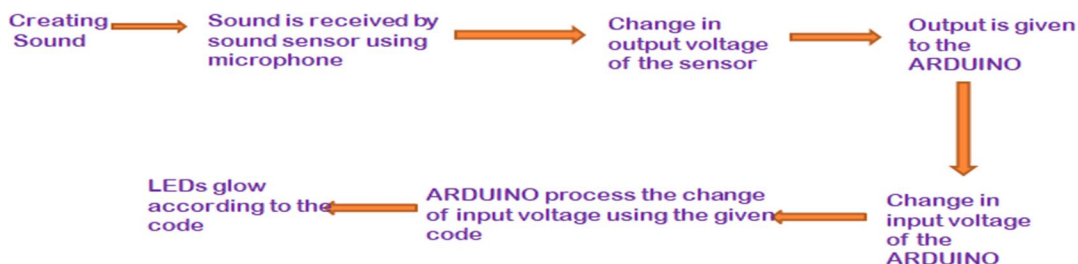 Creating
Sound
Sound is received by
sound sensor using
microphone
Change in
output voltage
of the sensor
Output is given
to the
ARDUINO
Change in
input voltage
of the
ARDUINO
ARDUINO process the change
of input voltage using the given
code
LEDs glow
according to the
code